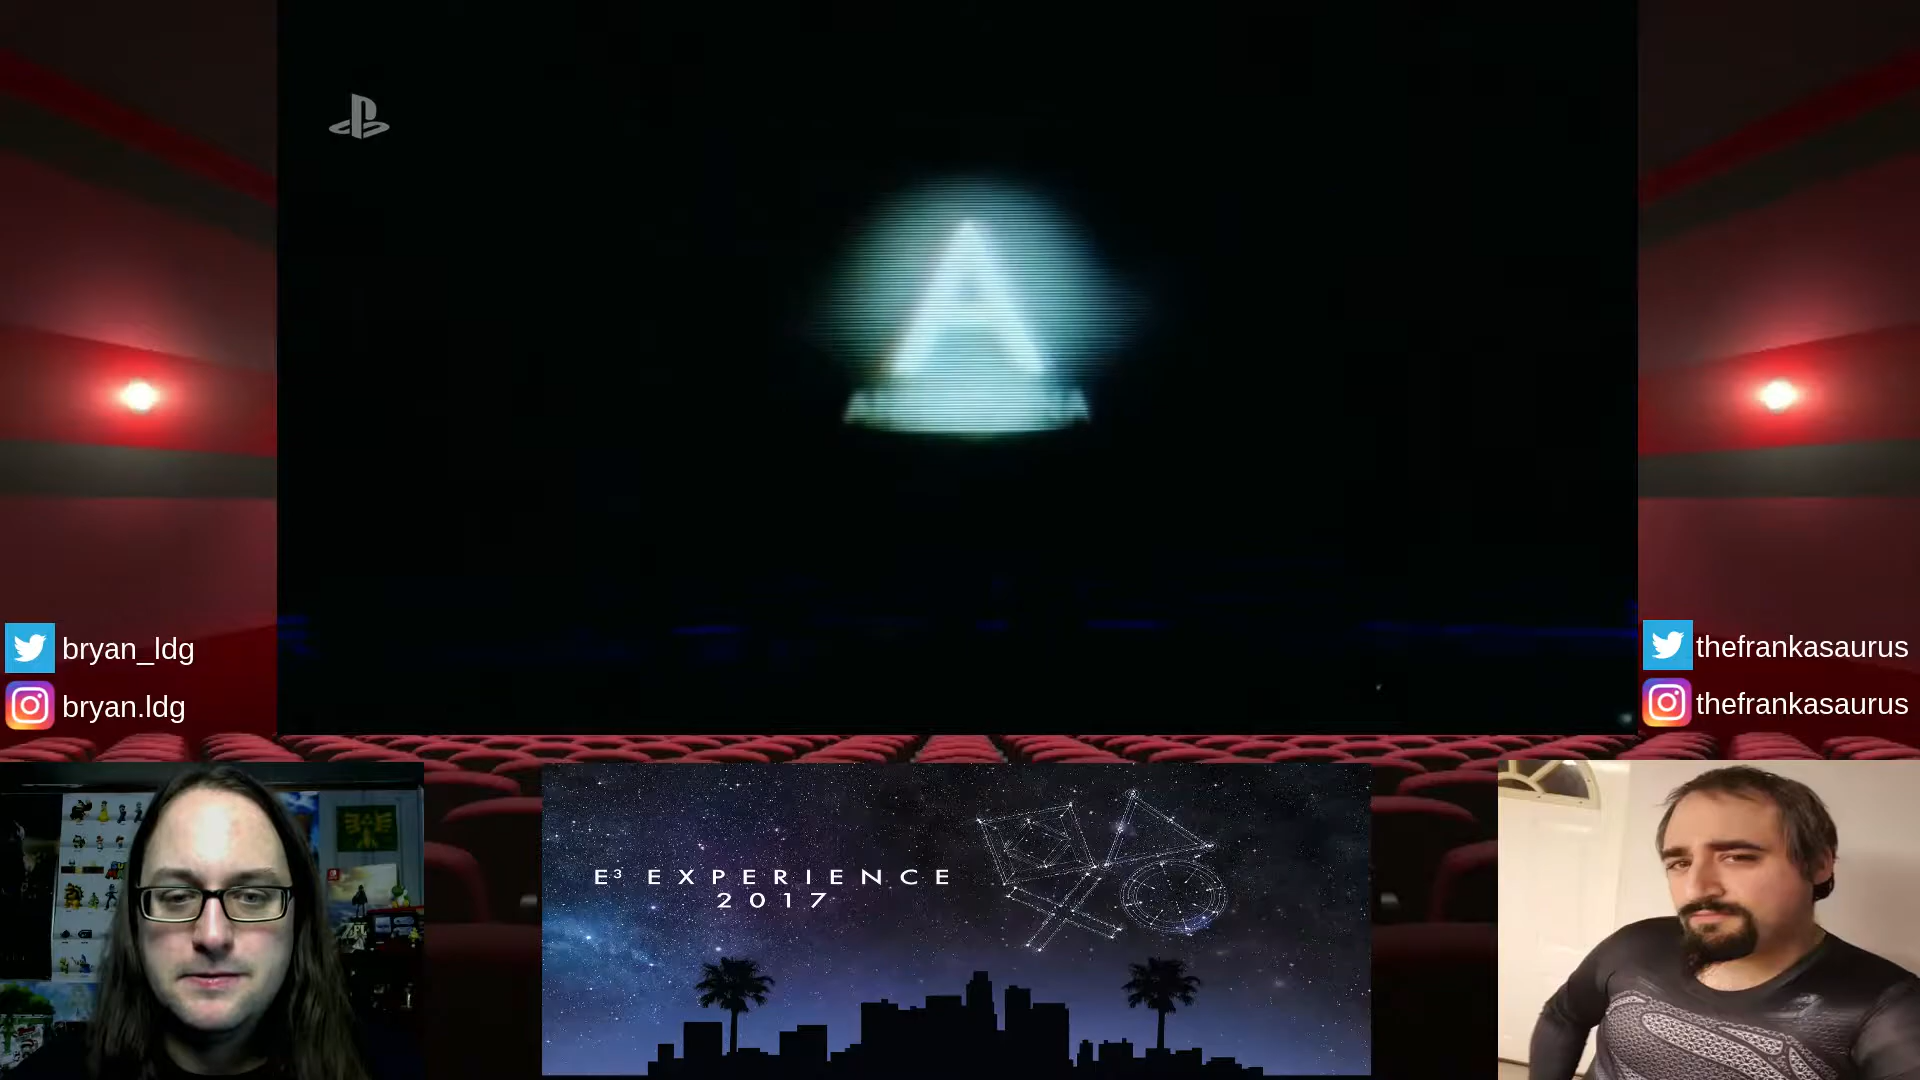 A
bryan_ldg
bryan.ldg
thefrankasaurus
thefrankasaurus
E³ EXPERIENCE
2017